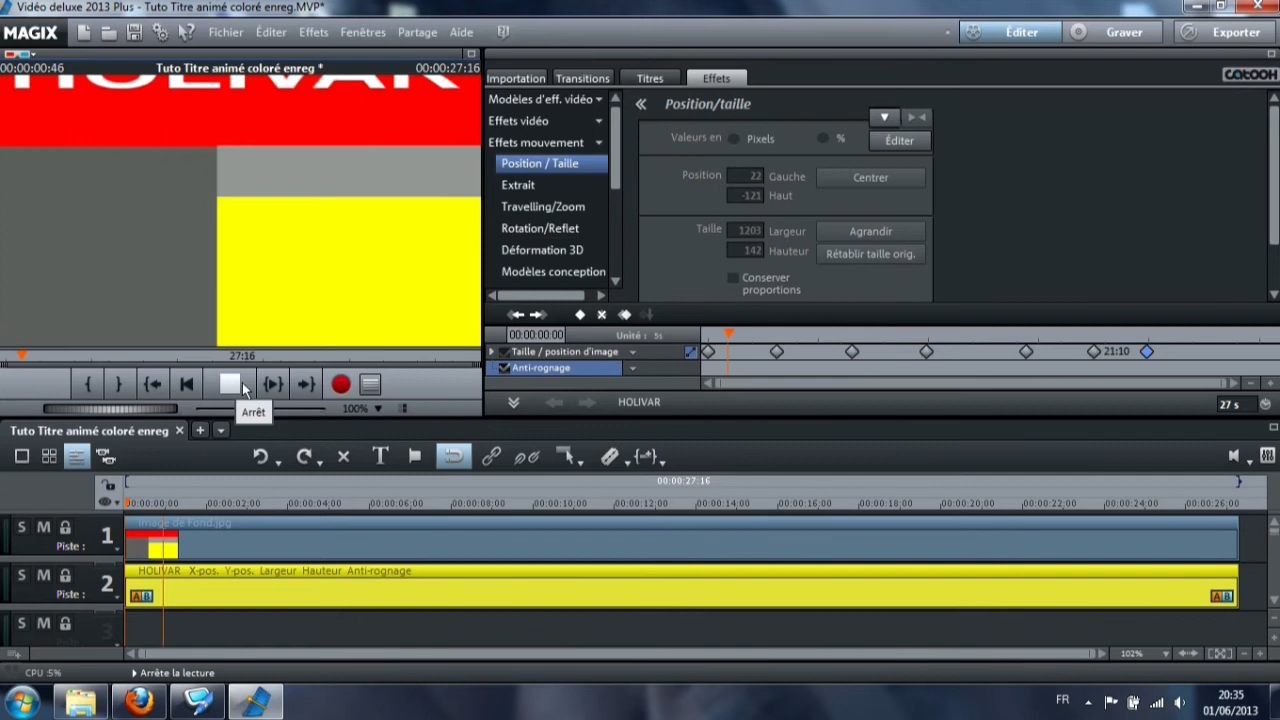 Vidéo deluxe 2013 Plus - Tuto Titre animé coloré enreg.MVP*
MAGIX Fichier Éditer Effets Fenêtres Partage Aide Éditer Graver Exporter
00:00:00:46 Tuto Titre animé coloré enreg * 00:00:27:16
HOLIVAR
Importation Transitions Titres Effets CATOOH
Modèles d'eff. vidéo
Effets vidéo
Effets mouvement
Position / Taille
Extrait
Travelling/Zoom
Rotation/Reflet
Déformation 3D
Modèles conception
Position/taille
Valeurs en Pixels % Éditer
Position 22 Gauche Centrer
-121 Haut
Taille 1203 Largeur Agrandir
142 Hauteur Rétablir taille orig.
Conserver
proportions
00:00:00:00 Unité : 5s
Taille / position d'image 21:10
Anti-rognage
HOLIVAR 27 s
27:16
Arrêt
100%
Tuto Titre animé coloré enreg
00:00:27:16
00:00:00:00 00:00:02:00 00:00:04:00 00:00:06:00 00:00:08:00 00:00:10:00 00:00:12:00 00:00:14:00 00:00:16:00 00:00:18:00 00:00:20:00 00:00:22:00 00:00:24:00 00:00:26:00
S M 1
Piste :
Image de Fond.jpg
S M 2
Piste :
HOLIVAR X-pos. Y-pos. Largeur Hauteur Anti-rognage
A B A B
S M 3
102%
CPU :5% Arrête la lecture
FR 20:35
01/06/2013